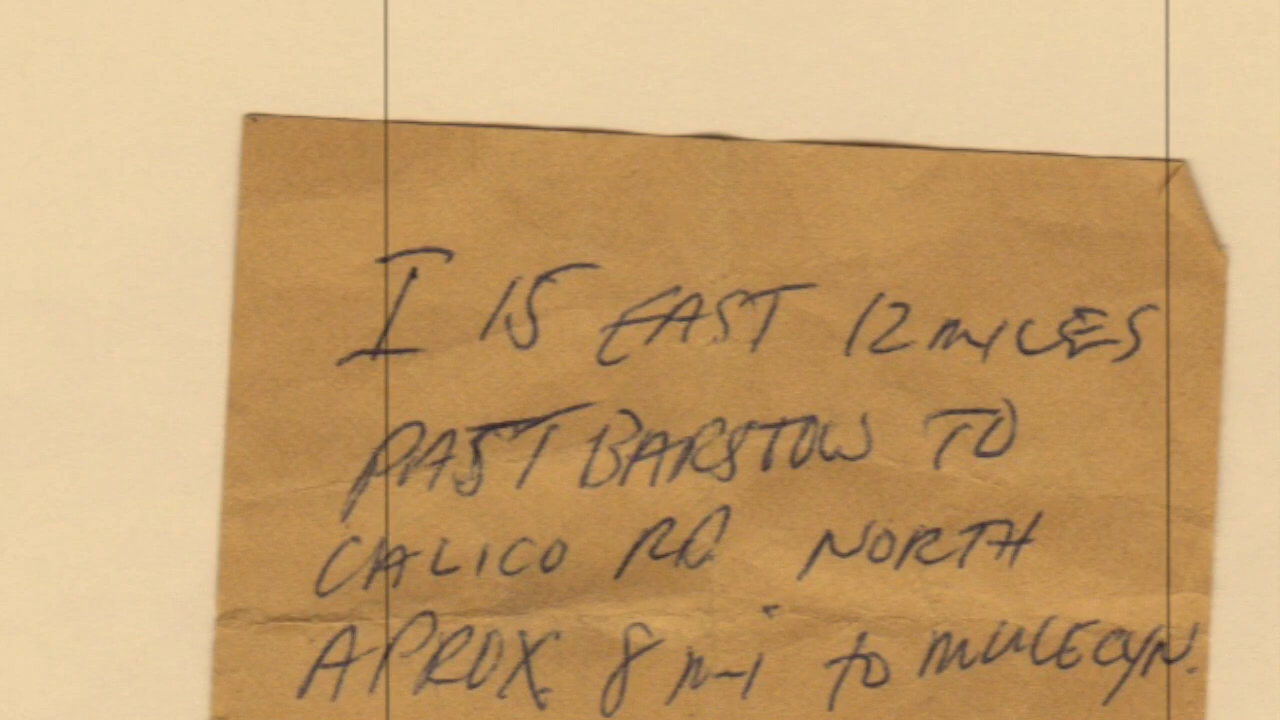 I 15 EAST 12 MILES
PAST BARSTOW TO
CALICO RD NORTH
APROX. 8 mi to MULE CYN.